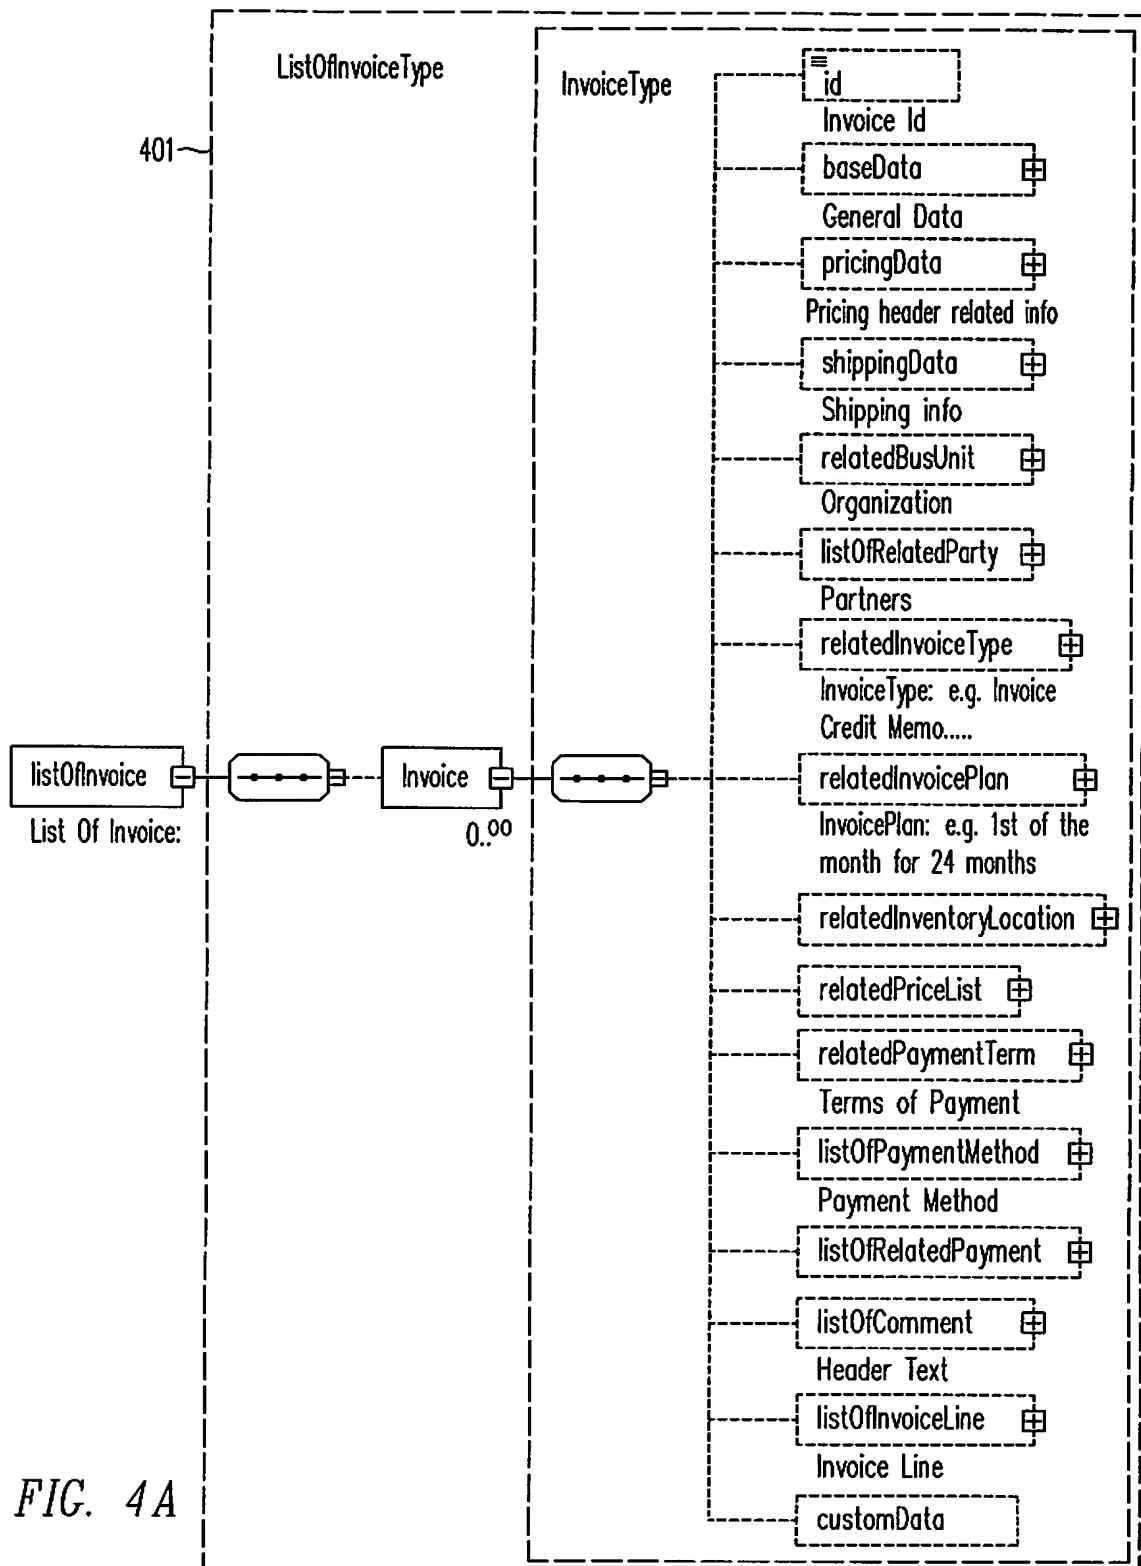 ListOfInvoiceType
InvoiceType
401
id
Invoice Id
baseData
General Data
pricingData
Pricing header related info
shippingData
Shipping info
relatedBusUnit
Organization
listOfRelatedParty
Partners
relatedInvoiceType
InvoiceType: e.g. Invoice
Credit Memo.....
listOfInvoice
List Of Invoice:
Invoice
0..∞
relatedInvoicePlan
InvoicePlan: e.g. 1st of the
month for 24 months
relatedInventoryLocation
relatedPriceList
relatedPaymentTerm
Terms of Payment
listOfPaymentMethod
Payment Method
listOfRelatedPayment
listOfComment
Header Text
listOfInvoiceLine
Invoice Line
customData
FIG. 4A